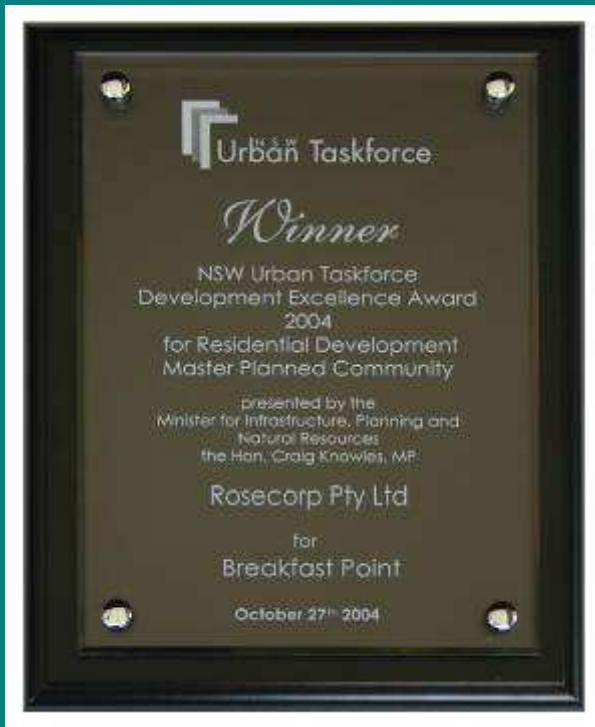 NSW
Urban Taskforce
Winner
NSW Urban Taskforce
Development Excellence Award
2004
for Residential Development
Master Planned Community
presented by the
Minister for Infrastructure, Planning and
Natural Resources
the Hon. Craig Knowles, MP
Rosecorp Pty Ltd
for
Breakfast Point
October 27th 2004